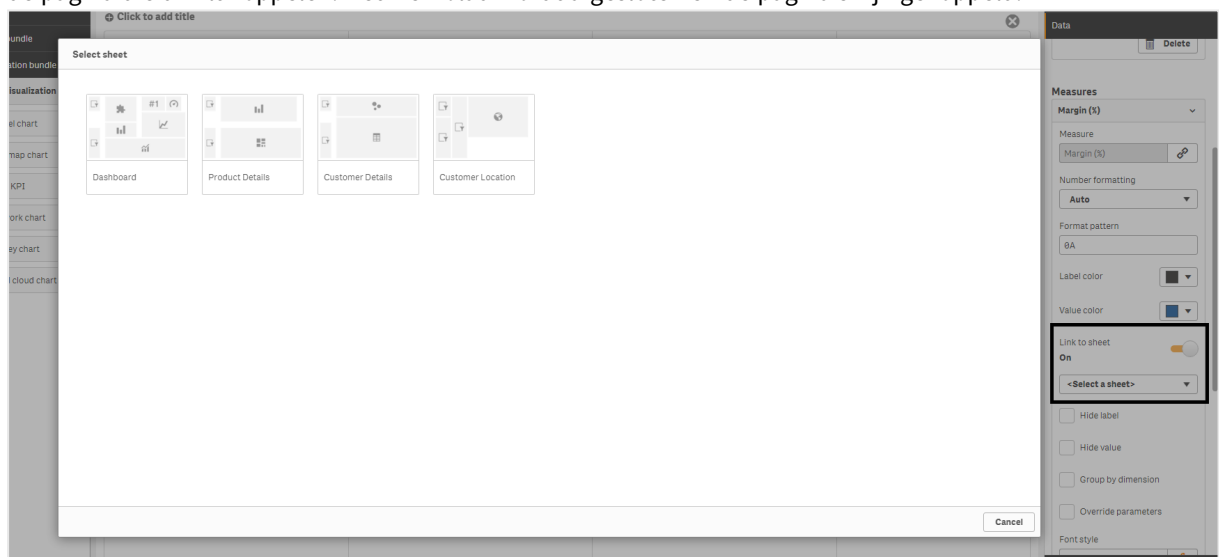 Click to add title
Data
bundle
ation bundle
isualization
el chart
map chart
KPI
ork chart
ey chart
cloud chart
Select sheet
#1
Dashboard
Product Details
Customer Details
Customer Location
Cancel
Delete
Measures
Margin (%)
Measure
Margin (%)
Number formatting
Auto
Format pattern
0A
Label color
Value color
Link to sheet
On
<Select a sheet>
Hide label
Hide value
Group by dimension
Override parameters
Font style